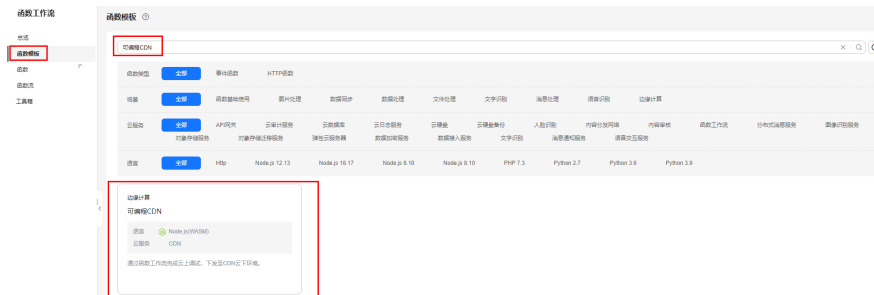 函数工作流
函数模板
总览
函数模板
函数
函数流
工具箱
可编程CDN
函数类型 全部 事件函数 HTTP函数
场景 全部 函数基础使用 图片处理 数据同步 数据处理 文件处理 文字识别 消息处理 语音识别 边缘计算
云服务 全部 API网关 云审计服务 云数据库 云日志服务 云硬盘 云硬盘备份 人脸识别 内容分发网络 内容审核 函数工作流 分布式消息服务 图像识别服务
对象存储服务 对象存储迁移服务 弹性云服务器 数据加密服务 数据接入服务 文字识别 消息通知服务 语音交互服务
语言 全部 Http Node.js 12.13 Node.js 16.17 Node.js 6.10 Node.js 8.10 PHP 7.3 Python 2.7 Python 3.6 Python 3.9
边缘计算
可编程CDN
语言 Node.js(WASM)
云服务 CDN
通过函数工作流完成云上调试、下发至CDN云下环境。